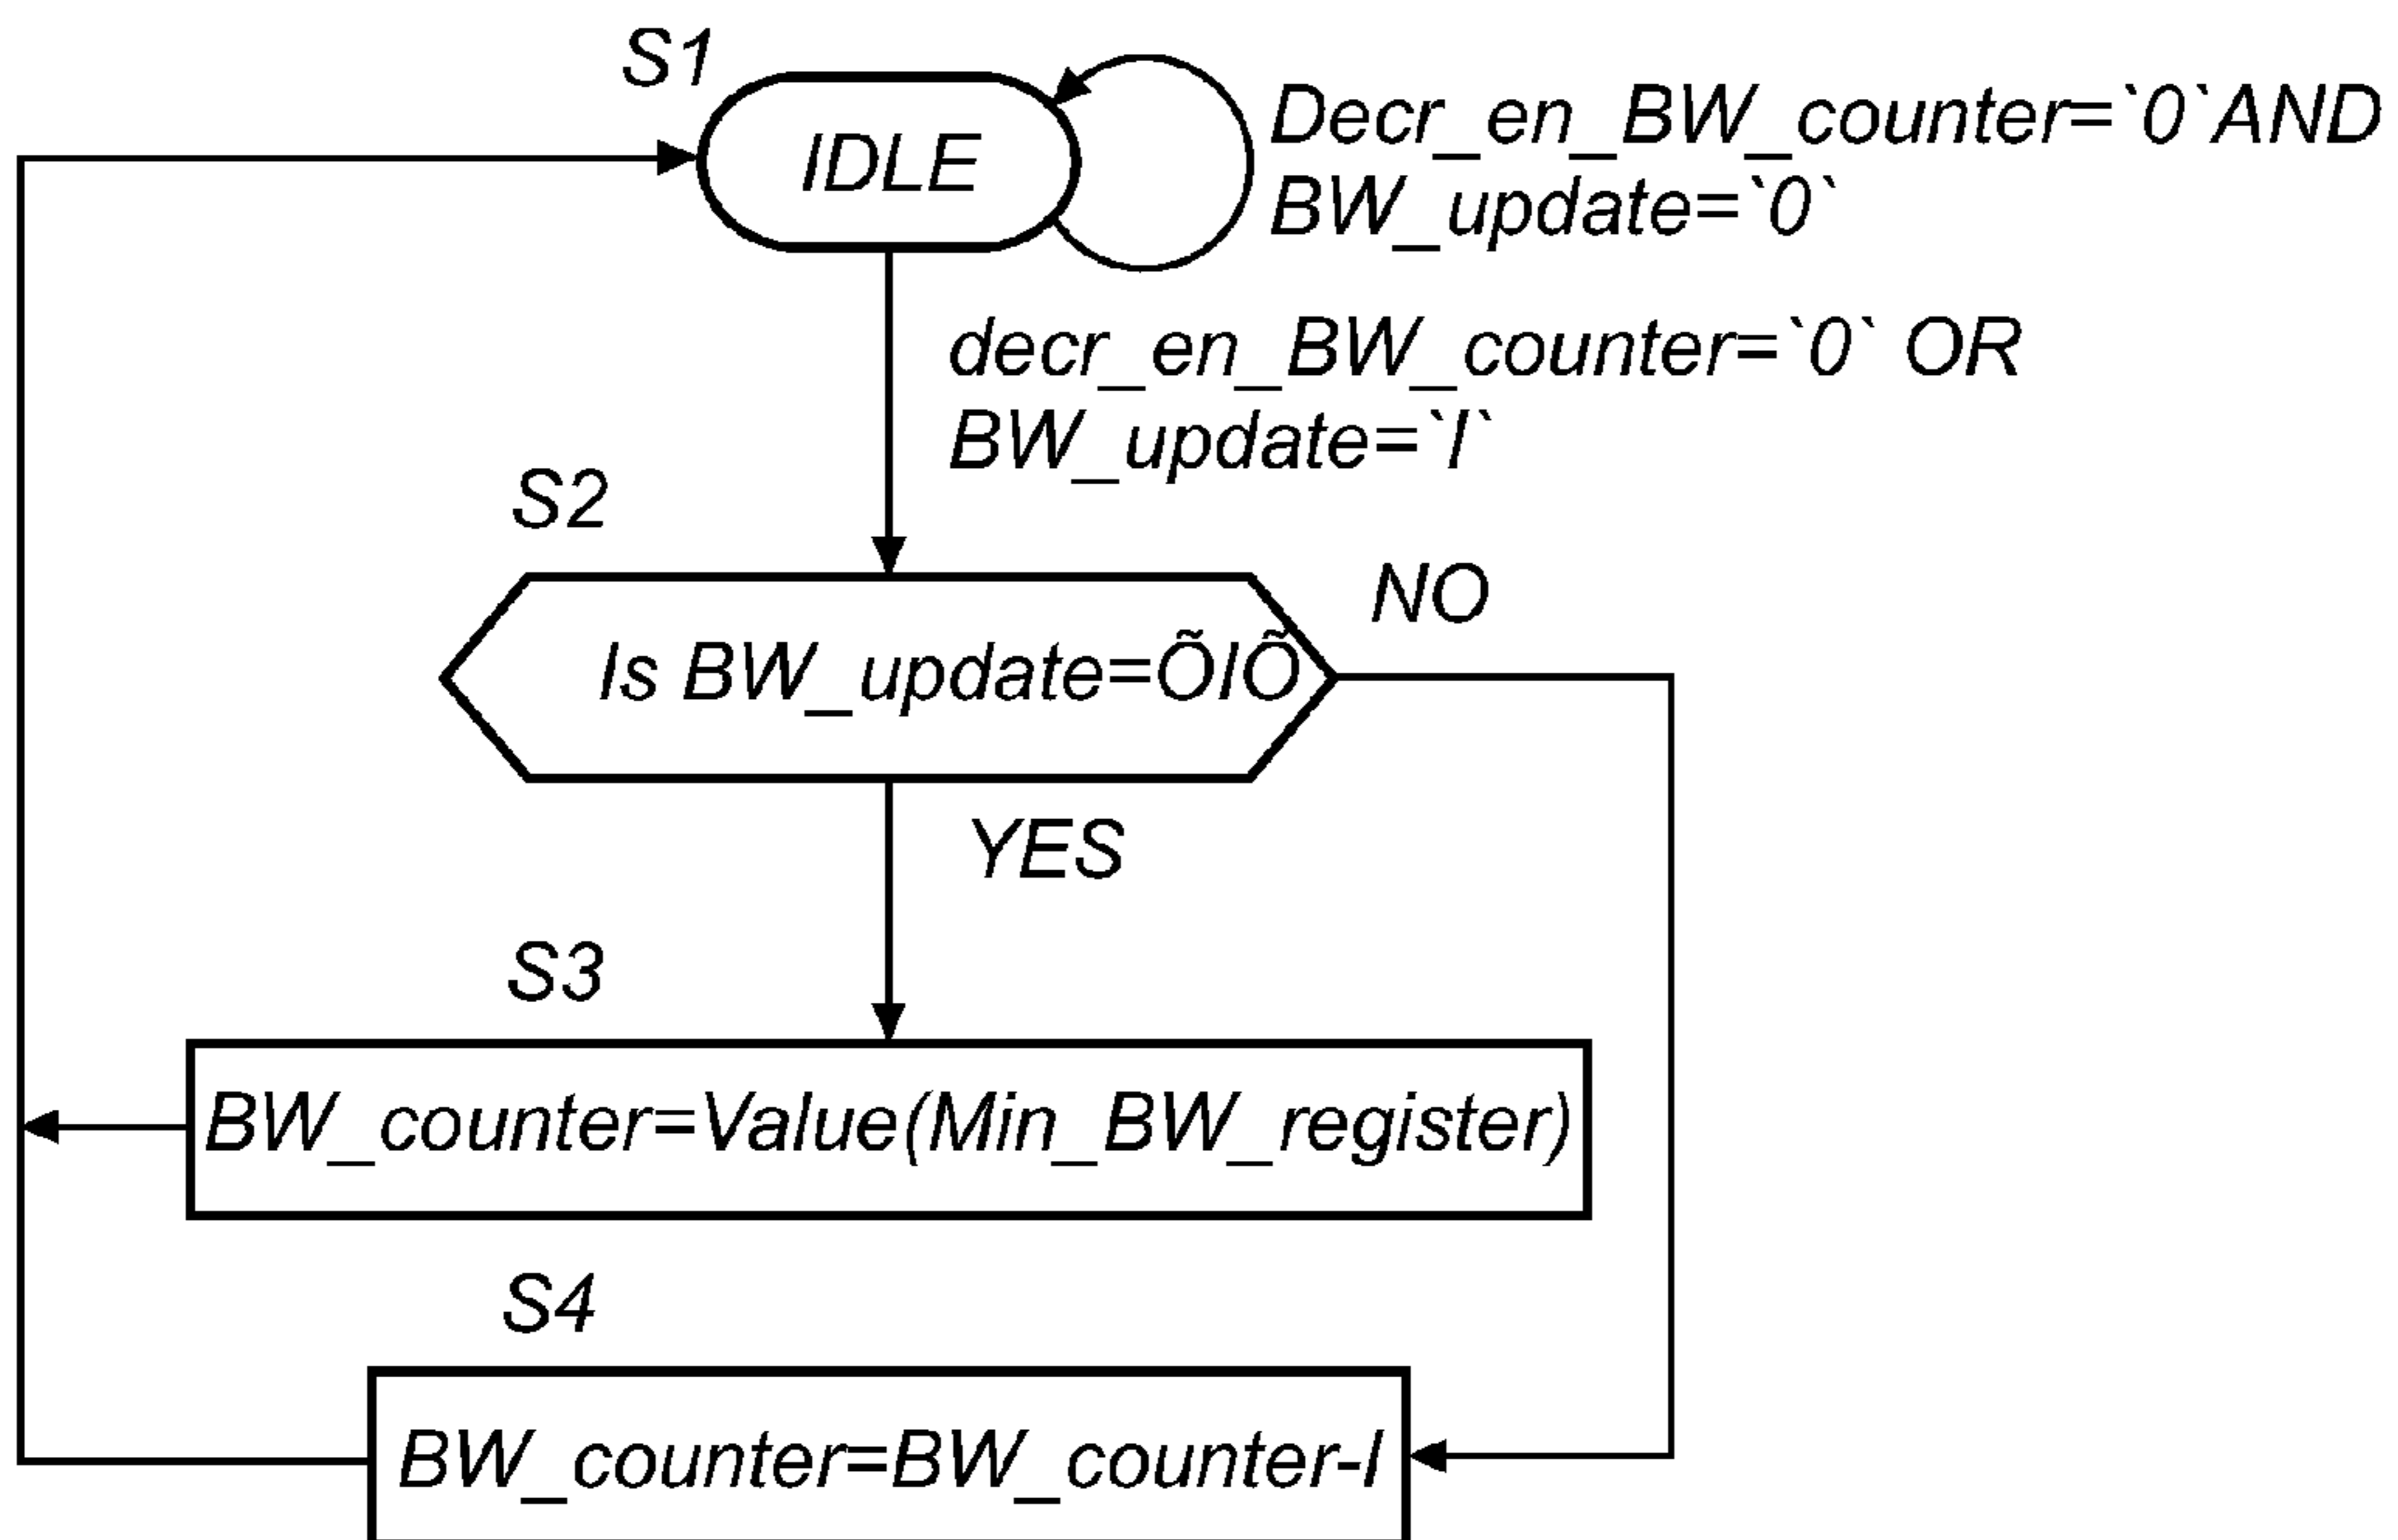 S1
IDLE
Decr_en_BW_counter=`0`AND
BW_update=`0`
decr_en_BW_counter=`0` OR
BW_update=`I`
S2
NO
Is BW_update=ÕIÕ
YES
S3
BW_counter=Value(Min_BW_register)
S4
BW_counter=BW_counter-I